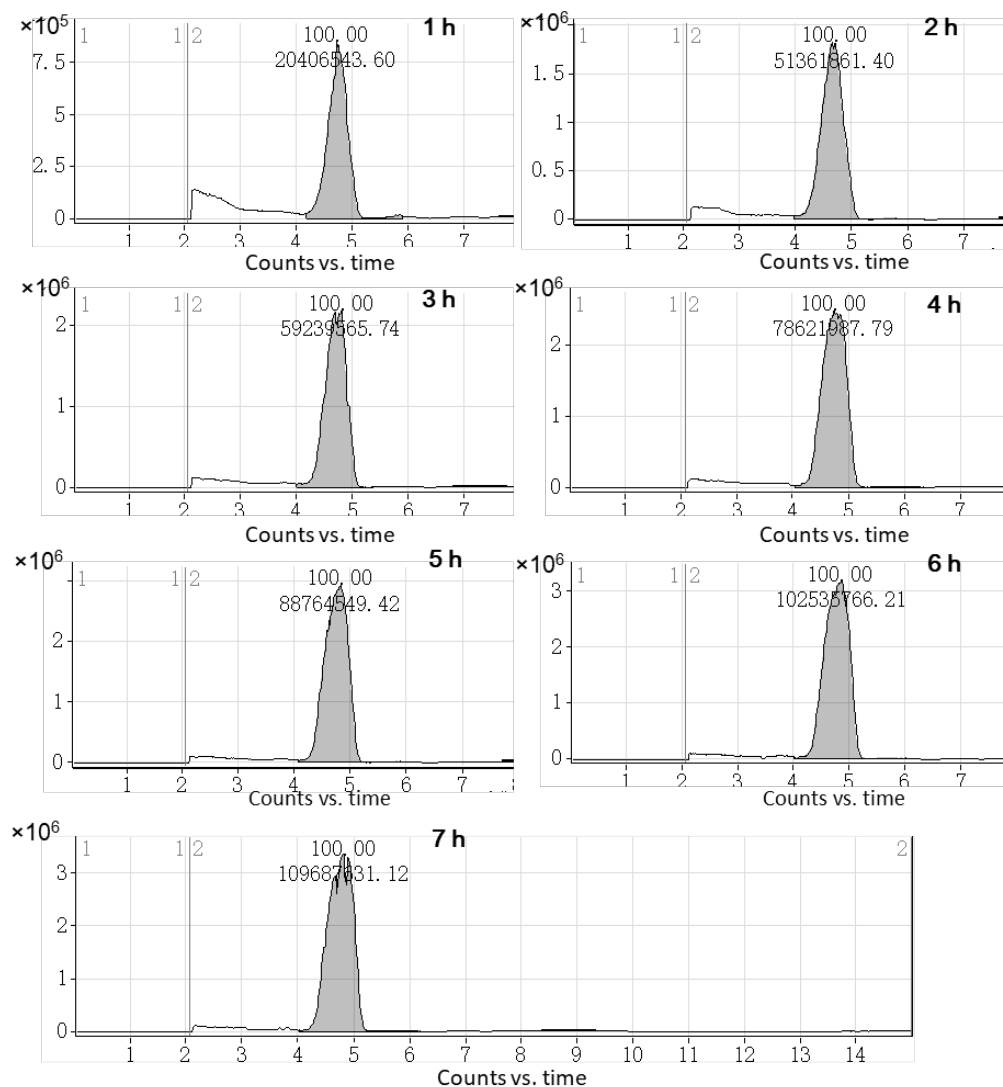 ×10⁵ 1 1 2 100.00 1 h
20406543.60
7.5
5
2.5
0
1 2 3 4 5 6 7
Counts vs. time
×10⁶ 1 1 2 100.00 2 h
51361861.40
1.5
1
0.5
0
1 2 3 4 5 6 7
Counts vs. time
×10⁶ 1 1 2 100.00 3 h
59239565.74
2
1
0
1 2 3 4 5 6 7
Counts vs. time
×10⁶ 1 1 2 100.00 4 h
78621987.79
2
1
0
1 2 3 4 5 6 7
Counts vs. time
×10⁶ 1 1 2 100.00 5 h
88764549.42
2
1
0
1 2 3 4 5 6 7
Counts vs. time
×10⁶ 1 1 2 100.00 6 h
102535766.21
3
2
1
0
1 2 3 4 5 6 7
Counts vs. time
×10⁶ 1 1 2 100.00 7 h 2
109687631.12
3
2
1
0
1 2 3 4 5 6 7 8 9 10 11 12 13 14
Counts vs. time